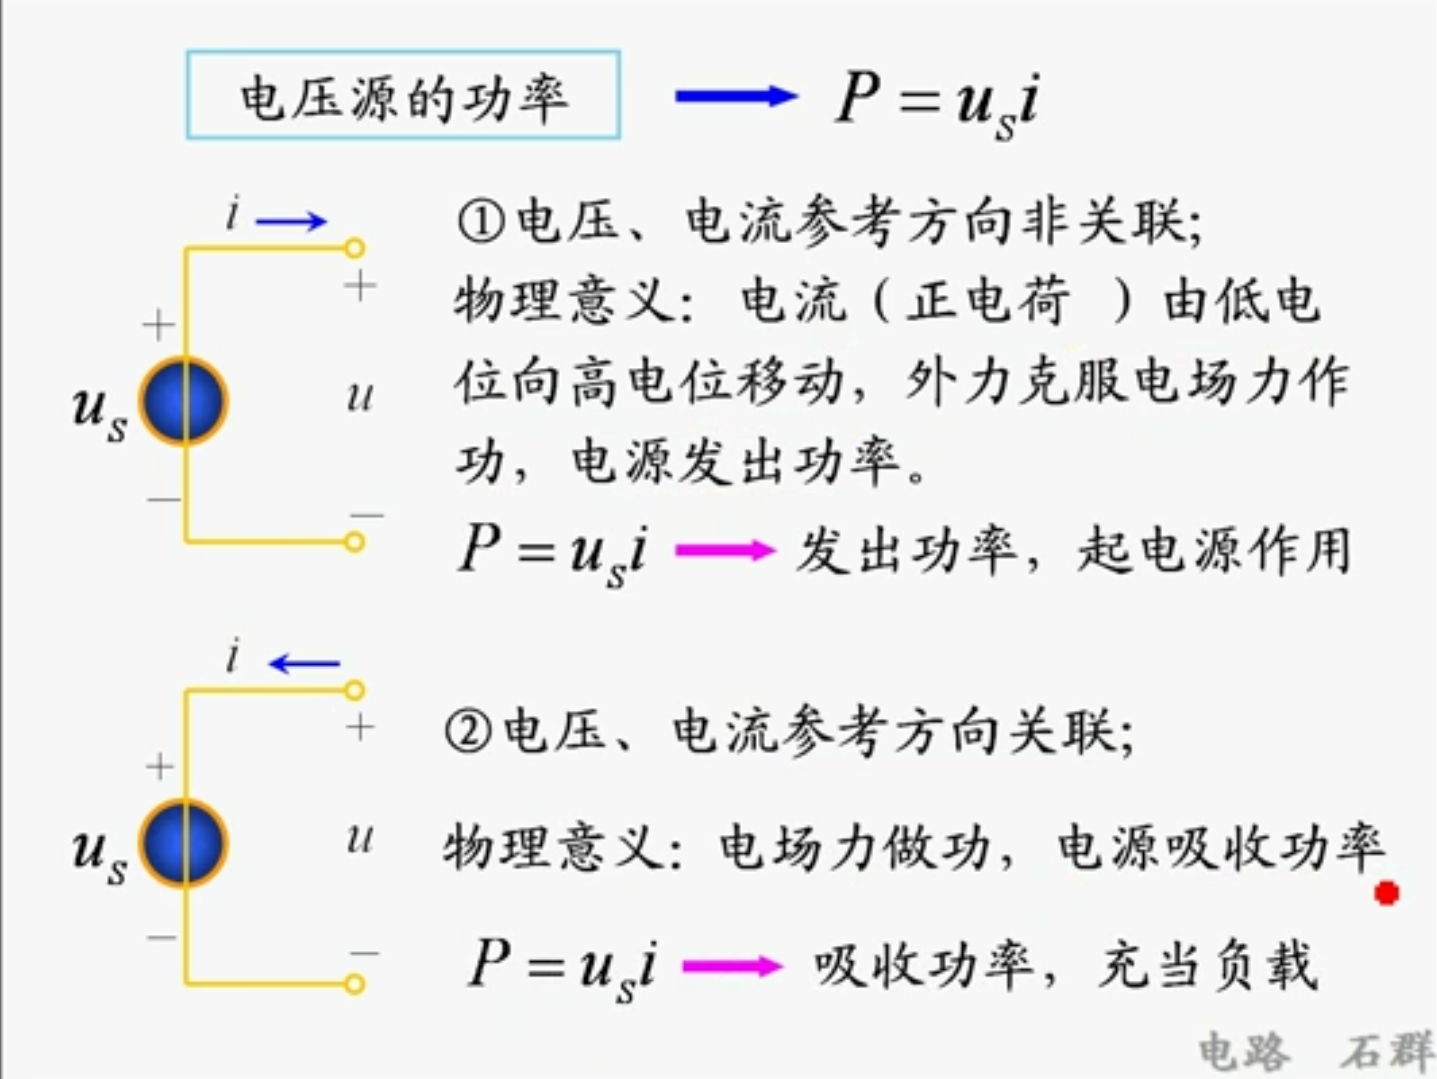 电压源的功率 P = uₛi
i
①电压、电流参考方向非关联;
+
物理意义: 电流（正电荷 ）由低电
+
位向高电位移动, 外力克服电场力作
uₛ u
功, 电源发出功率。
−
−
P = uₛi 发出功率, 起电源作用
i
+
②电压、电流参考方向关联;
+
uₛ u
物理意义: 电场力做功, 电源吸收功率
−
−
P = uₛi 吸收功率, 充当负载
电路 石群